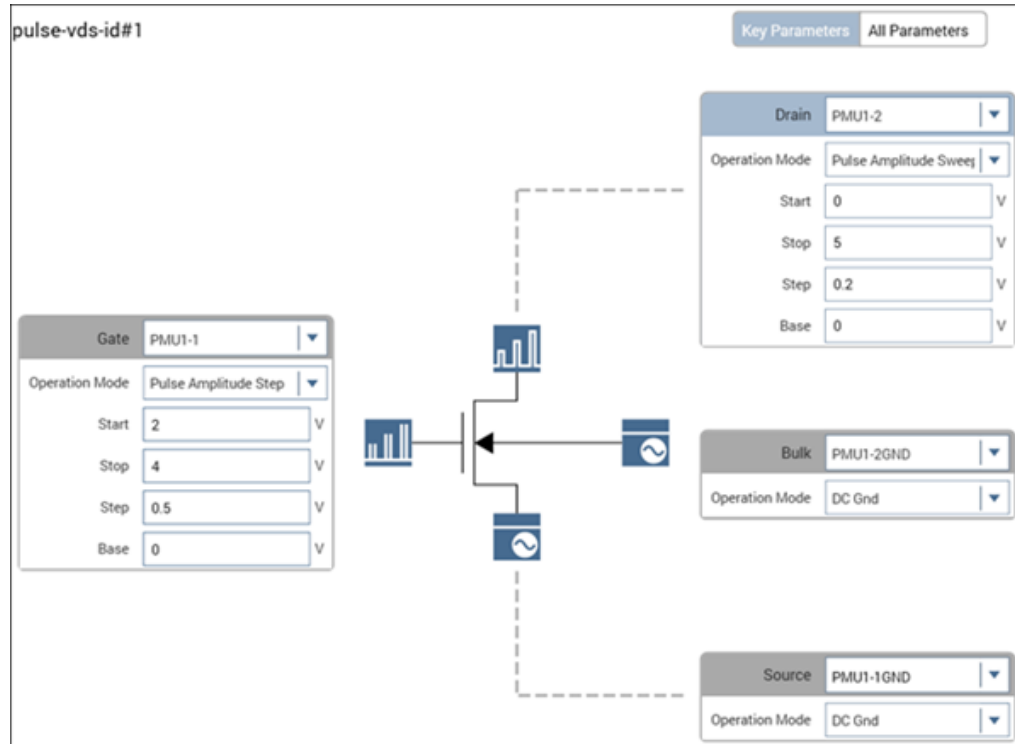 pulse-vds-id#1
Key Parameters All Parameters
Drain PMU1-2
Operation Mode Pulse Amplitude Sweep
Start 0 V
Stop 5 V
Step 0.2 V
Base 0 V
Gate PMU1-1
Operation Mode Pulse Amplitude Step
Start 2 V
Stop 4 V
Step 0.5 V
Base 0 V
Bulk PMU1-2GND
Operation Mode DC Gnd
Source PMU1-1GND
Operation Mode DC Gnd